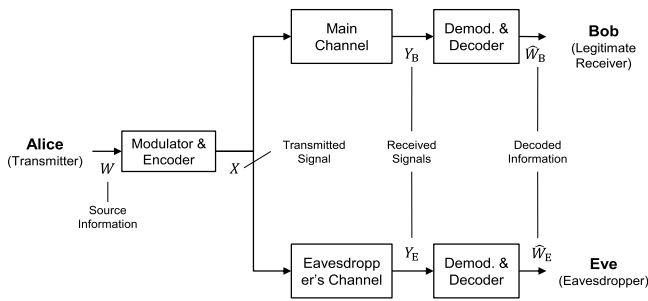 Main
Channel
Y_B
Demod. &
Decoder
Ŵ_B
Bob
(Legitimate
Receiver)
Alice
(Transmitter)
W
Source
Information
Modulator &
Encoder
X
Transmitted
Signal
Received
Signals
Decoded
Information
Eavesdropp
er's Channel
Y_E
Demod. &
Decoder
Ŵ_E
Eve
(Eavesdropper)